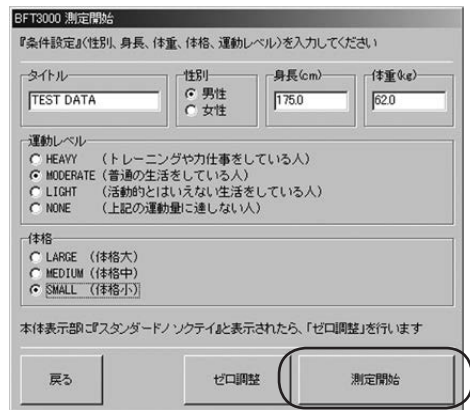 BFT3000 測定開始
『条件設定』(性別、身長、体重、体格、運動レベル)を入力してください
タイトル 性別 身長(cm) 体重(kg)
TEST DATA 男性 175.0 62.0
女性
運動レベル
HEAVY (トレーニングや力仕事をしている人)
MODERATE (普通の生活をしている人)
LIGHT (活動的とはいえない生活をしている人)
NONE (上記の運動量に達しない人)
体格
LARGE (体格大)
MEDIUM (体格中)
SMALL (体格小)
本体表示部に『スタンダードノ ソクテイ』と表示されたら、「ゼロ調整」を行います
戻る ゼロ調整 測定開始